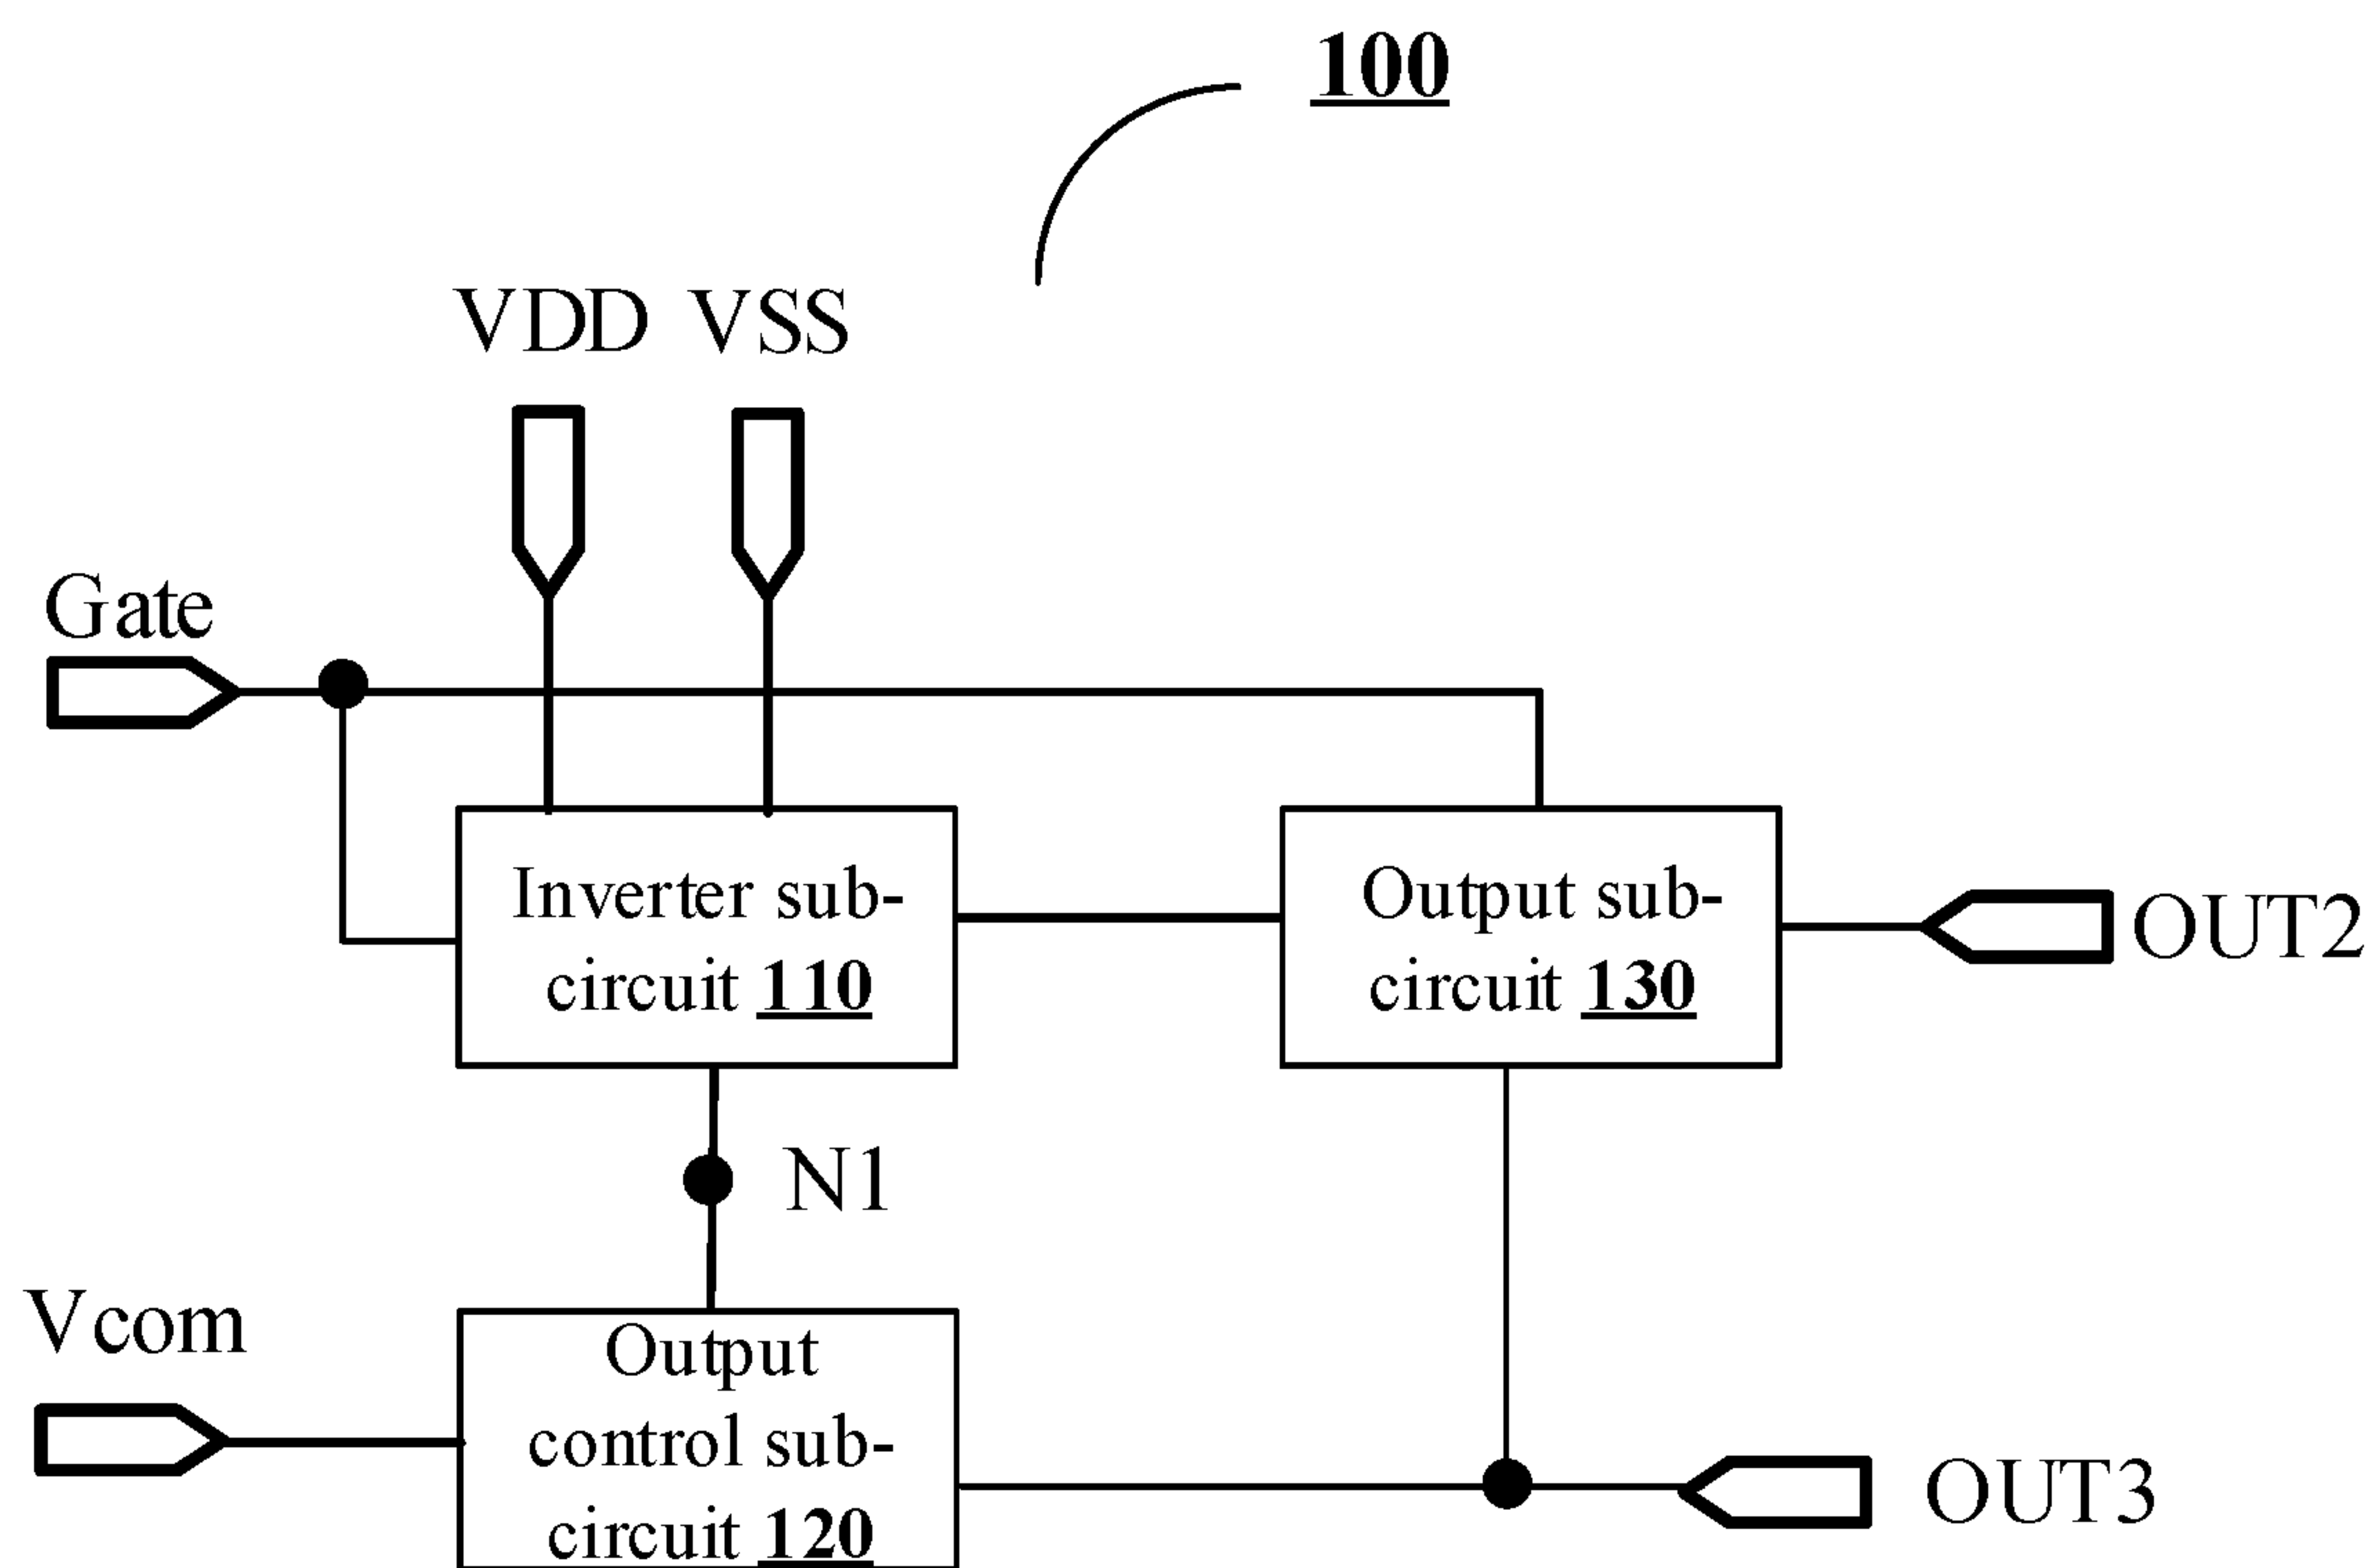 100
VDD VSS
Gate
Inverter sub-
circuit 110
Output sub-
circuit 130
OUT2
N1
Vcom
Output
control sub-
circuit 120
OUT3